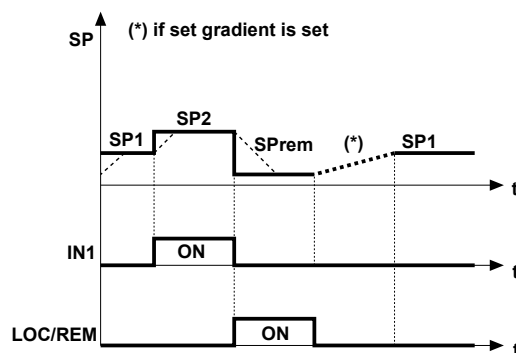 SP (*) if set gradient is set
SP1 SP2 SPrem (*) SP1
t
IN1 ON
t
LOC/REM ON
t